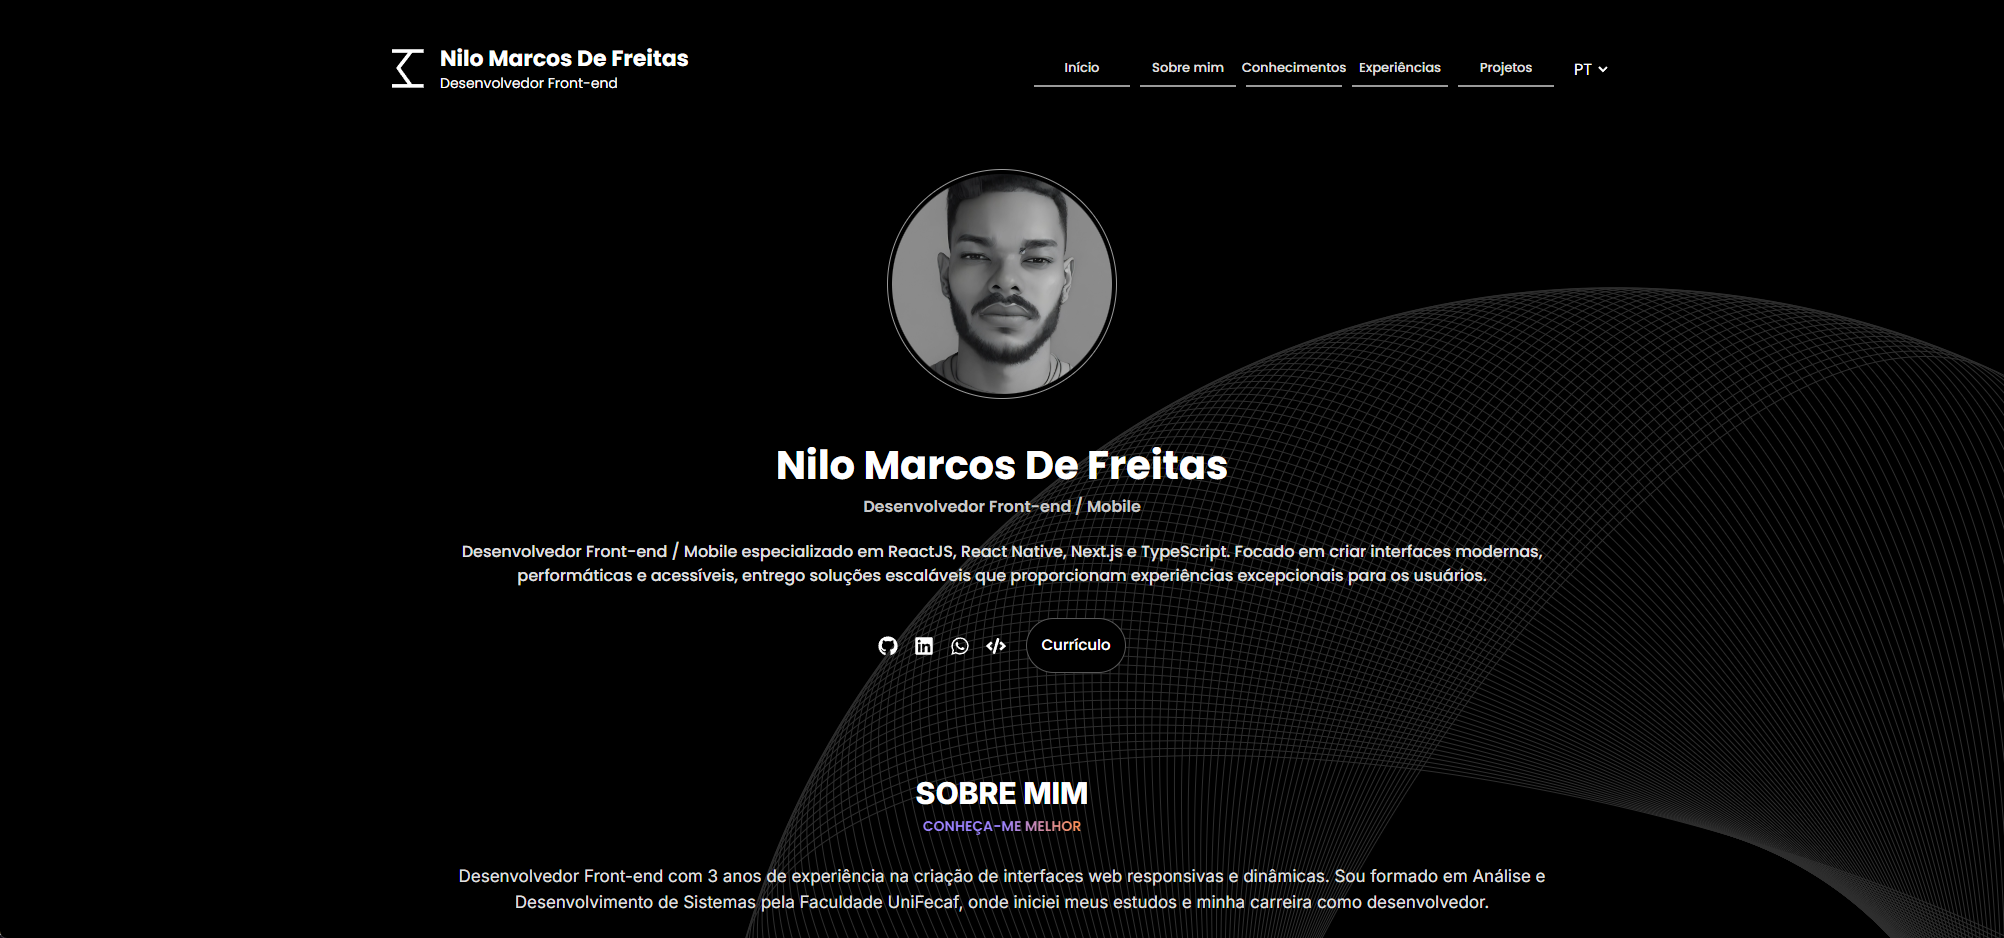 Nilo Marcos De Freitas
Desenvolvedor Front-end
Início
Sobre mim
Conhecimentos
Experiências
Projetos
PT
Nilo Marcos De Freitas
Desenvolvedor Front-end / Mobile
Desenvolvedor Front-end / Mobile especializado em ReactJS, React Native, Next.js e TypeScript. Focado em criar interfaces modernas,
performáticas e acessíveis, entrego soluções escaláveis que proporcionam experiências excepcionais para os usuários.
Currículo
SOBRE MIM
CONHEÇA-ME MELHOR
Desenvolvedor Front-end com 3 anos de experiência na criação de interfaces web responsivas e dinâmicas. Sou formado em Análise e
Desenvolvimento de Sistemas pela Faculdade UniFecaf, onde iniciei meus estudos e minha carreira como desenvolvedor.